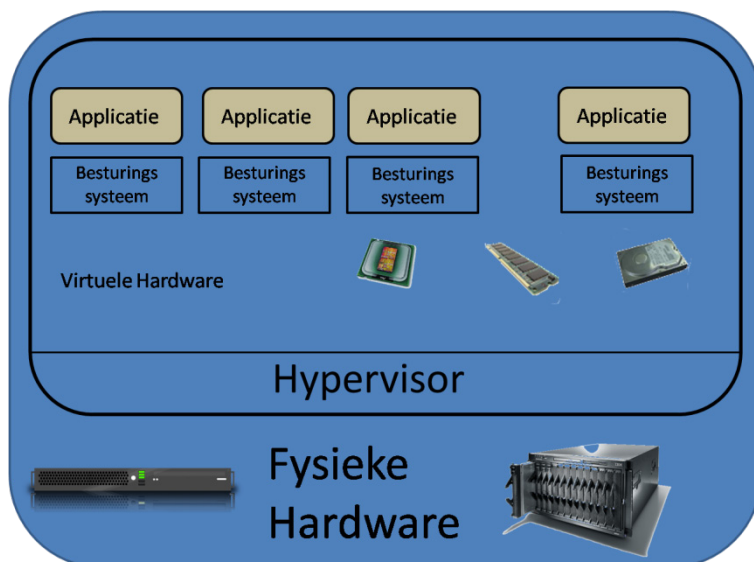 Applicatie Applicatie Applicatie Applicatie
Besturings Besturings Besturings Besturings
systeem systeem systeem systeem
Virtuele Hardware
Hypervisor
Fysieke
Hardware